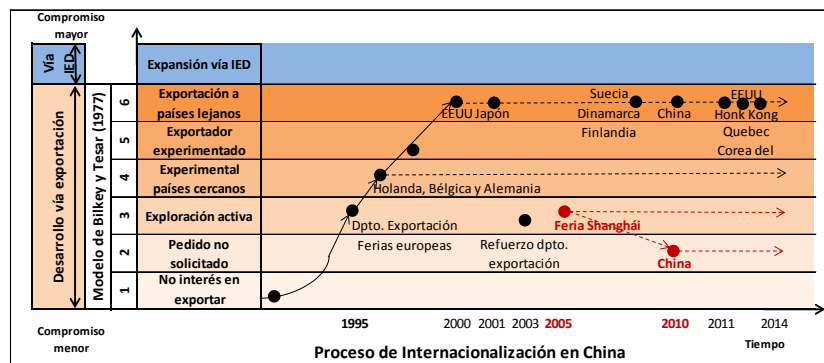 Compromiso
mayor
Vía
IED
Expansión vía IED
Desarrollo vía exportación
Modelo de Bilkey y Tesar (1977)
6
Exportación a
países lejanos
5
Exportador
experimentado
4
Experimental
países cercanos
3
Exploración activa
2
Pedido no
solicitado
1
No interés en
exportar
EEUU Japón
Suecia
Dinamarca
Finlandia
China
EEUU
Honk Kong
Quebec
Corea del
Holanda, Bélgica y Alemania
Dpto. Exportación
Ferias europeas
Refuerzo dpto.
exportación
Feria Shanghái
China
Compromiso
menor
1995 2000 2001 2003 2005 2010 2011 2014
Tiempo
Proceso de Internacionalización en China